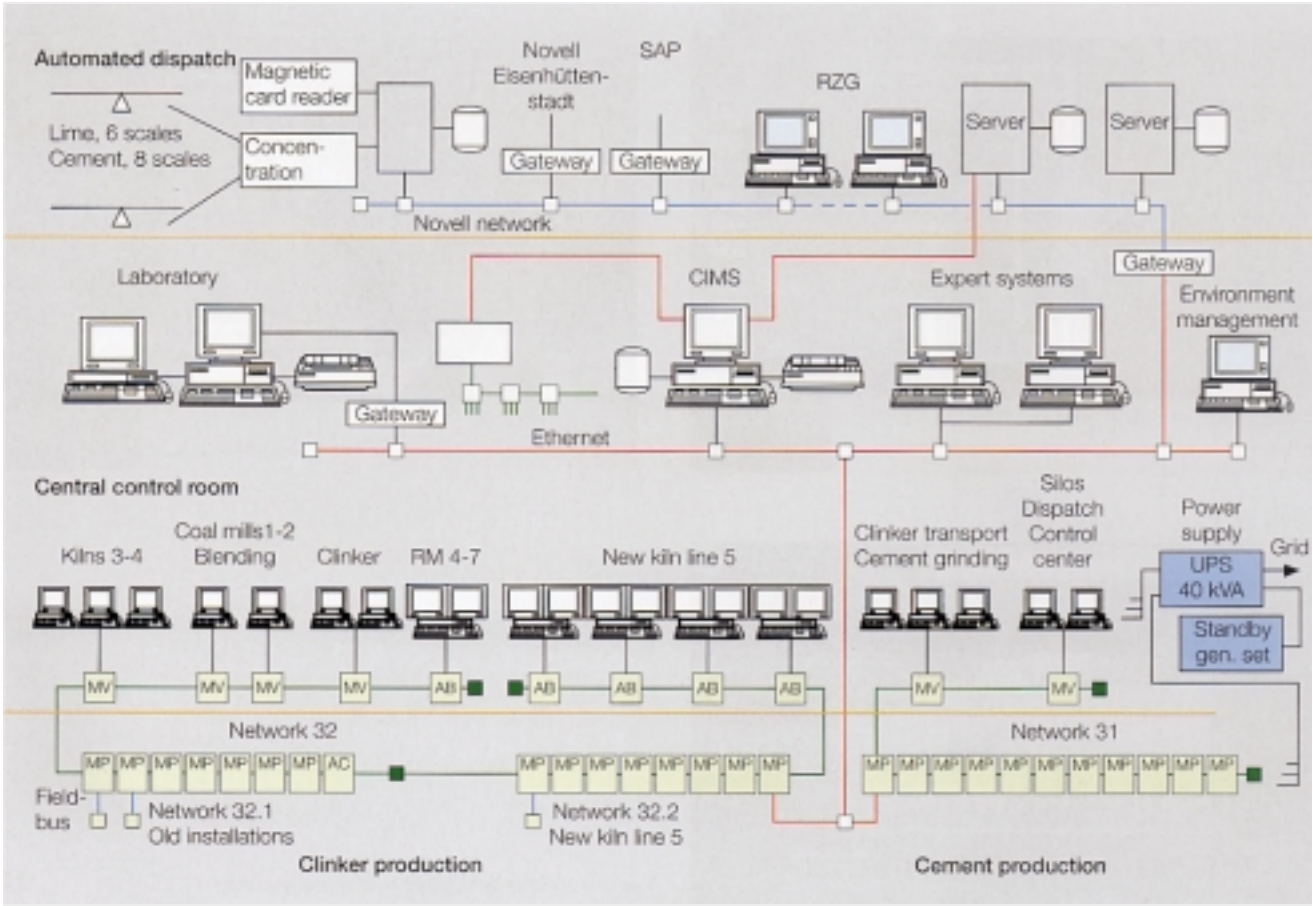 Automated dispatch
Magnetic
card reader
Lime, 6 scales
Cement, 8 scales
Concen-
tration
Novell
Eisenhütten-
stadt
Gateway
SAP
Gateway
RZG
Server
Server
Novell network
Gateway
Laboratory
Gateway
CIMS
Expert systems
Environment
management
Ethernet
Central control room
Kilns 3-4
Coal mills1-2
Blending
Clinker
RM 4-7
New kiln line 5
Clinker transport
Cement grinding
Silos
Dispatch
Control
center
Power
supply
Grid
UPS
40 kVA
Standby
gen. set
MV
MV
MV
MV
AB
AB
AB
AB
AB
MV
MV
Network 32
Network 31
MP MP MP MP MP MP MP AC
MP MP MP MP MP MP MP MP
MP MP MP MP MP MP MP MP MP MP MP
Field-
bus
Network 32.1
Old installations
Network 32.2
New kiln line 5
Clinker production
Cement production